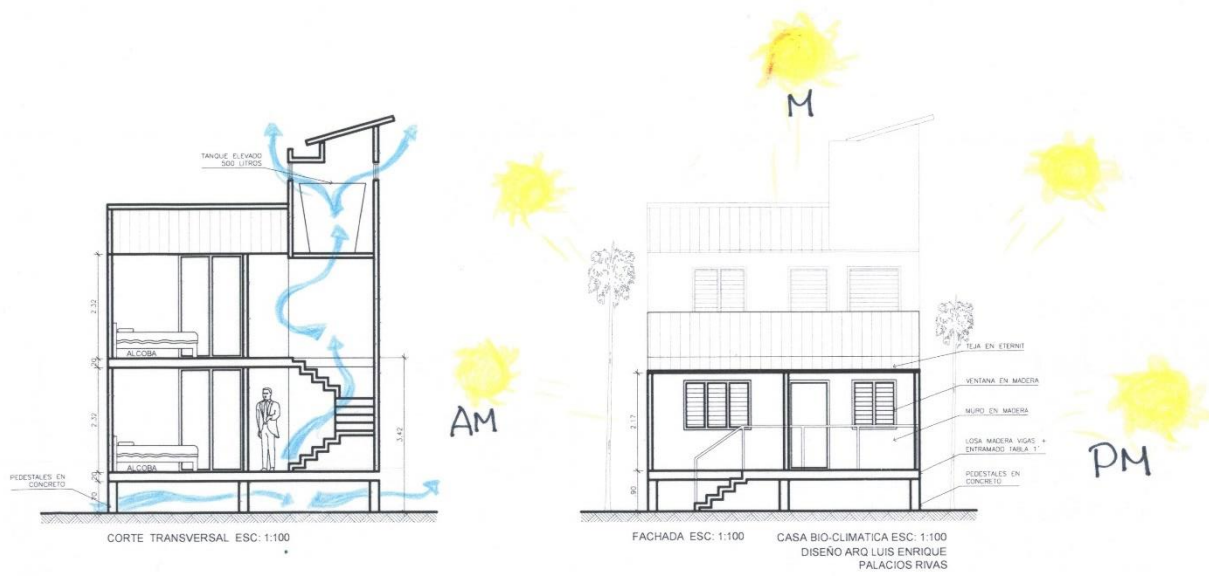 M
TANQUE ELEVADO
500 LITROS
2.32
ALCOBA
.20
2.32
3.42
ALCOBA
PEDESTALES EN
CONCRETO
CORTE TRANSVERSAL ESC: 1:100
AM
TEJA EN ETERNIT
VENTANA EN MADERA
MURO EN MADERA
2.17
LOSA MADERA VIGAS +
ENTRAMADO TABLA 1"
PEDESTALES EN
CONCRETO
.90
PM
FACHADA ESC: 1:100
CASA BIO-CLIMATICA ESC: 1:100
DISEÑO ARQ LUIS ENRIQUE
PALACIOS RIVAS